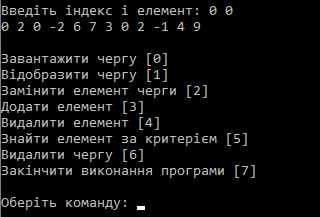 Введіть індекс і елемент: 0 0
0 2 0 -2 6 7 3 0 2 -1 4 9
Завантажити чергу [0]
Відобразити чергу [1]
Замінити елемент черги [2]
Додати елемент [3]
Видалити елемент [4]
Знайти елемент за критерієм [5]
Видалити чергу [6]
Закінчити виконання програми [7]
Оберіть команду: